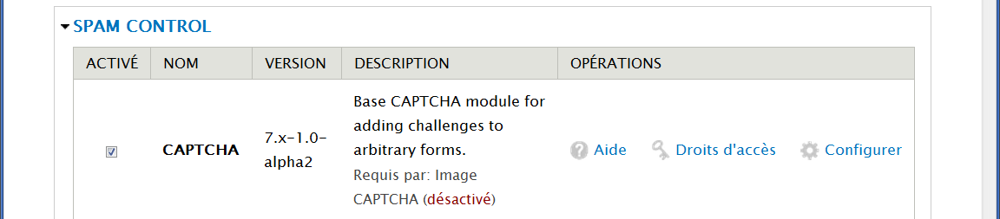 SPAM CONTROL
ACTIVÉ NOM VERSION DESCRIPTION OPÉRATIONS
Base CAPTCHA module for
adding challenges to
7.x-1.0-
CAPTCHA arbitrary forms. Aide Droits d'accès Configurer
alpha2
Requis par: Image
CAPTCHA (désactivé)